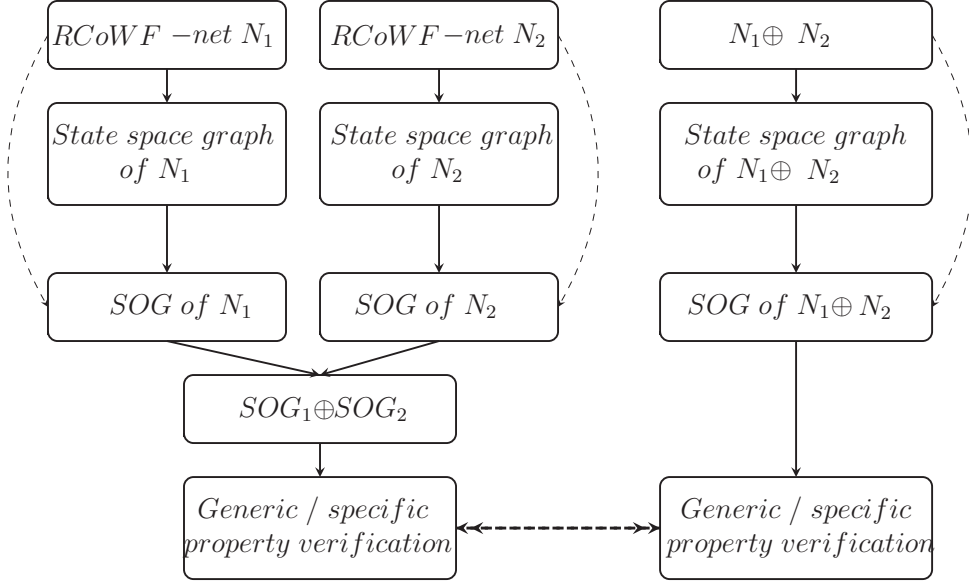 RCoWF -net N₁
RCoWF -net N₂
N₁⊕ N₂
State space graph
of N₁
State space graph
of N₂
State space graph
of N₁⊕ N₂
SOG of N₁
SOG of N₂
SOG of N₁⊕ N₂
SOG₁⊕SOG₂
Generic / specific
property verification
Generic / specific
property verification